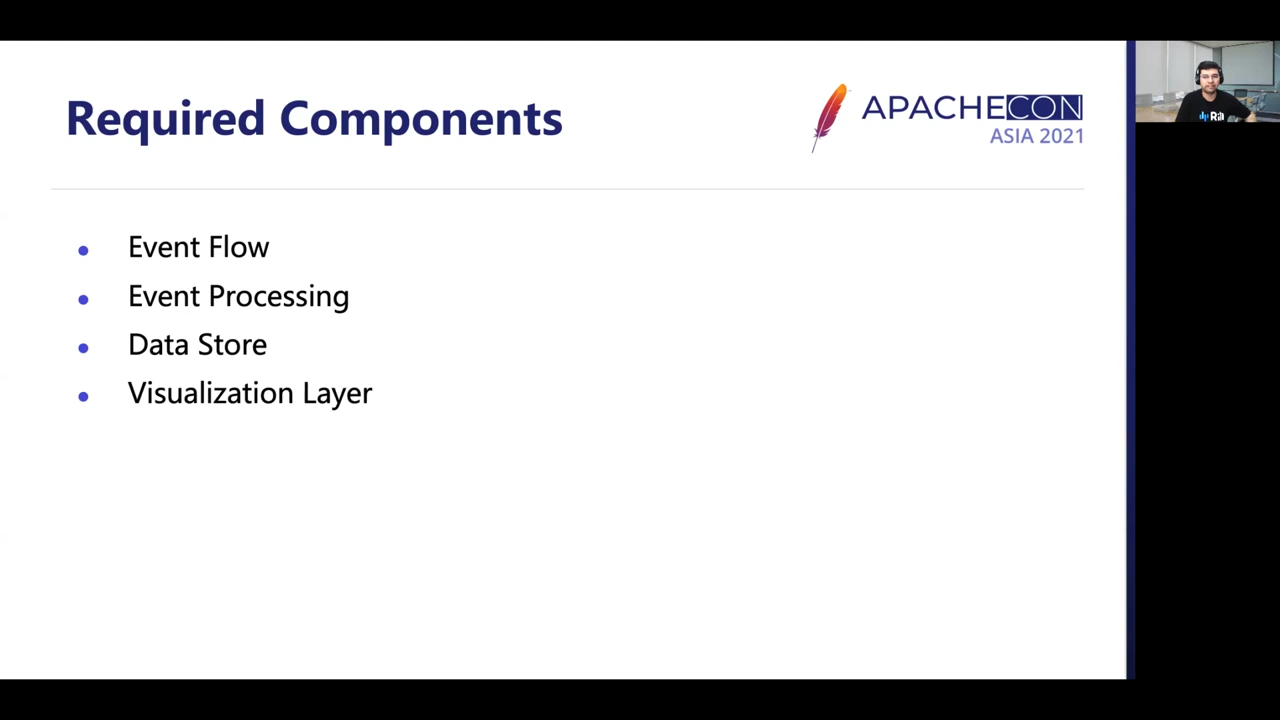 Required Components
APACHECON
ASIA 2021
Event Flow
Event Processing
Data Store
Visualization Layer